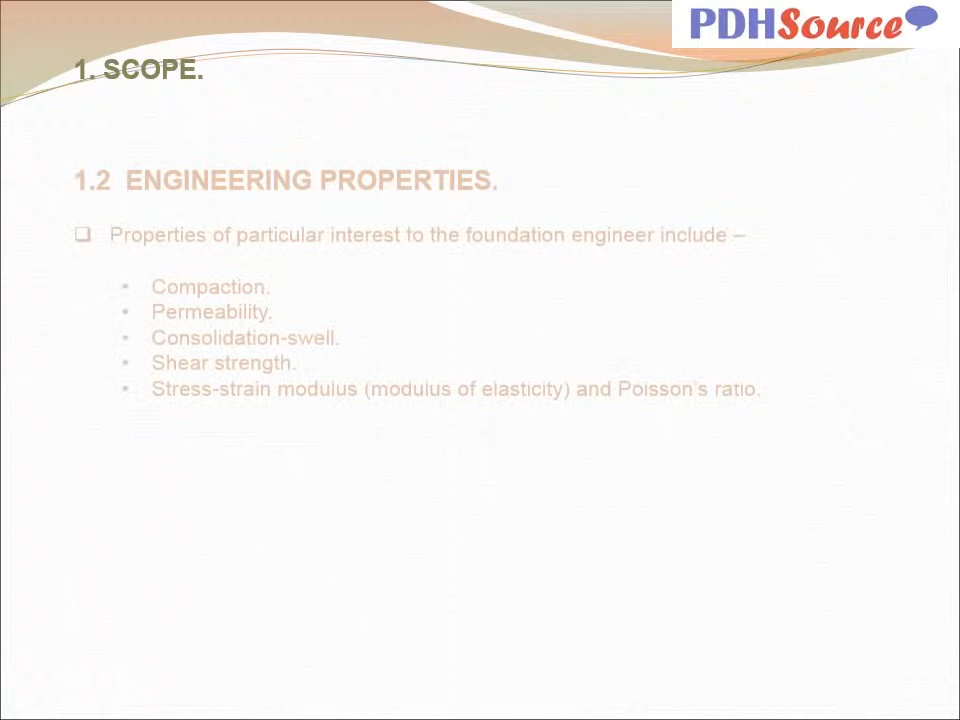 PDHSource
1. SCOPE.
1.2 ENGINEERING PROPERTIES.
❑ Properties of particular interest to the foundation engineer include –
• Compaction.
• Permeability.
• Consolidation-swell.
• Shear strength.
• Stress-strain modulus (modulus of elasticity) and Poisson's ratio.